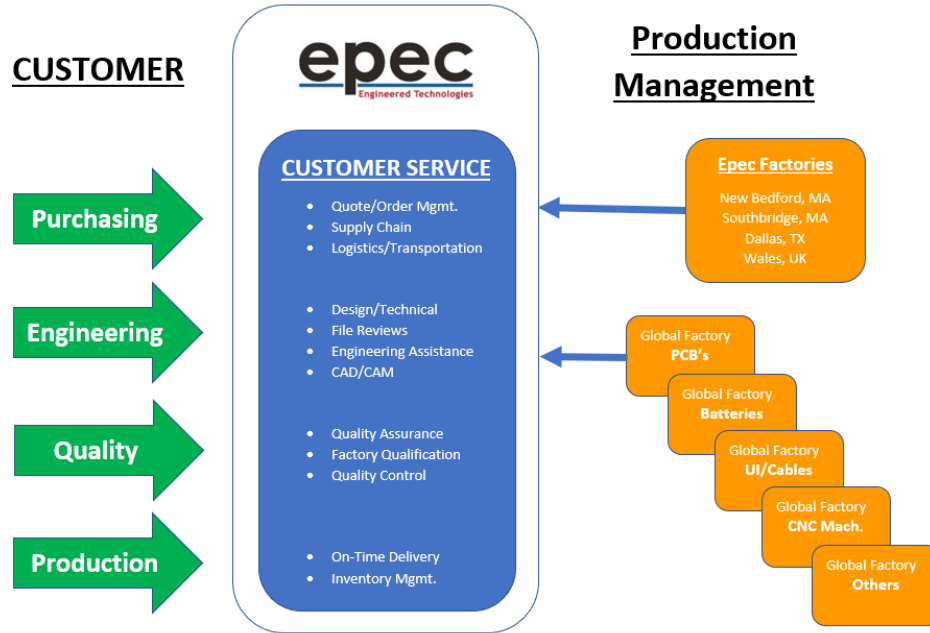 CUSTOMER
Purchasing
Engineering
Quality
Production
epec
Engineered Technologies
CUSTOMER SERVICE
• Quote/Order Mgmt.
• Supply Chain
• Logistics/Transportation
• Design/Technical
• File Reviews
• Engineering Assistance
• CAD/CAM
• Quality Assurance
• Factory Qualification
• Quality Control
• On-Time Delivery
• Inventory Mgmt.
Production
Management
Epec Factories
New Bedford, MA
Southbridge, MA
Dallas, TX
Wales, UK
Global Factory
PCB's
Global Factory
Batteries
Global Factory
UI/Cables
Global Factory
CNC Mach.
Global Factory
Others